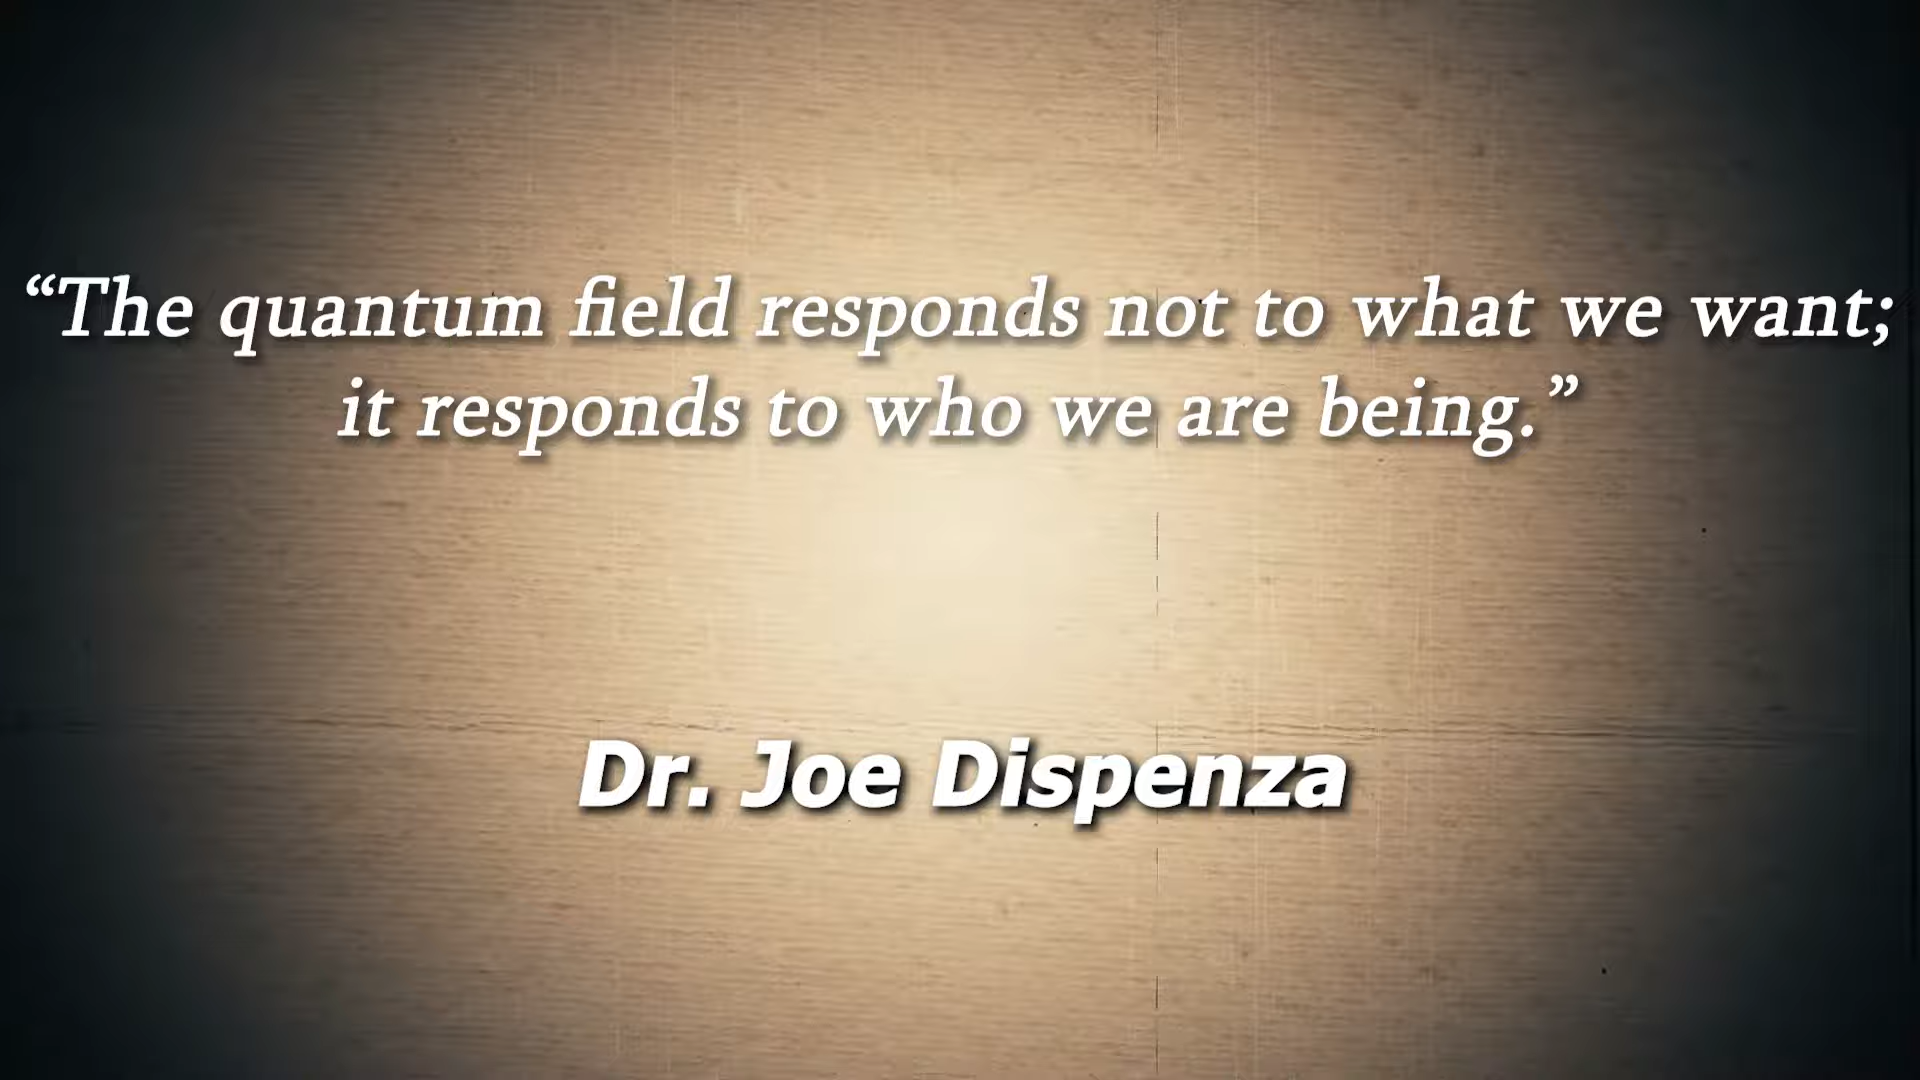 “The quantum field responds not to what we want;
it responds to who we are being.”
Dr. Joe Dispenza